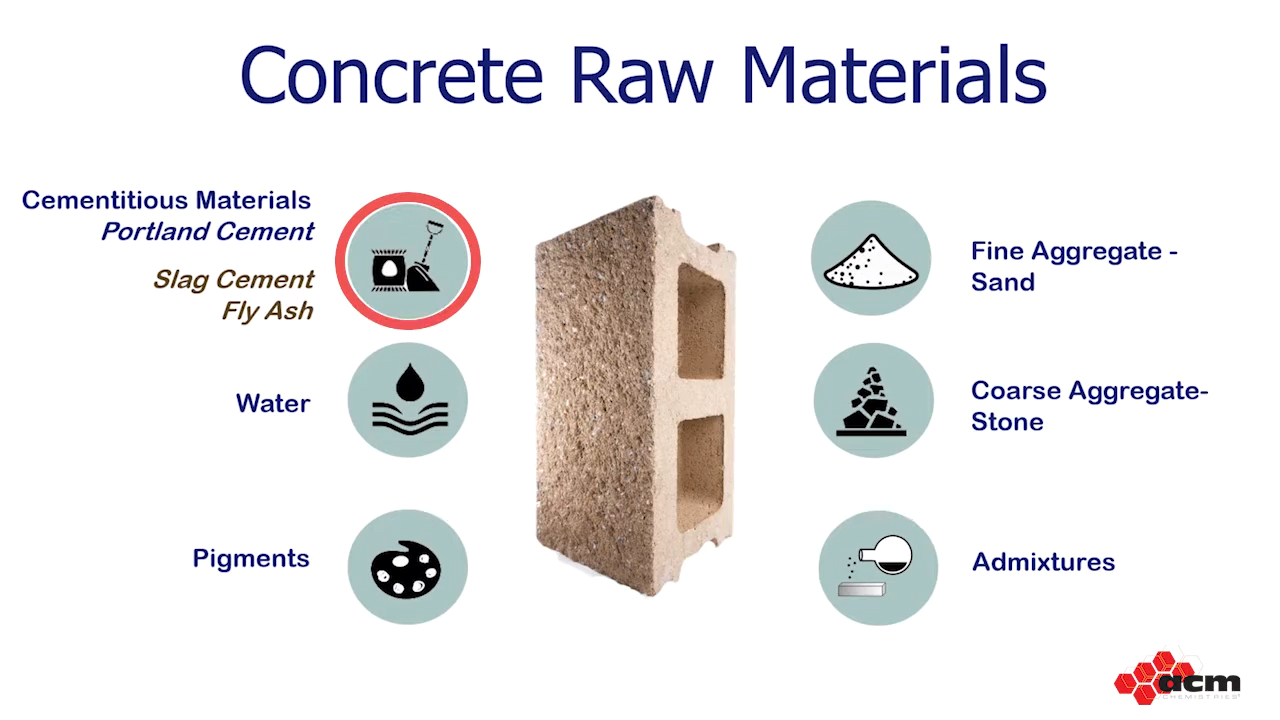 Concrete Raw Materials
Cementitious Materials
Portland Cement
Slag Cement
Fly Ash
Water
Pigments
Fine Aggregate -
Sand
Coarse Aggregate-
Stone
Admixtures
acm
CHEMISTRIES